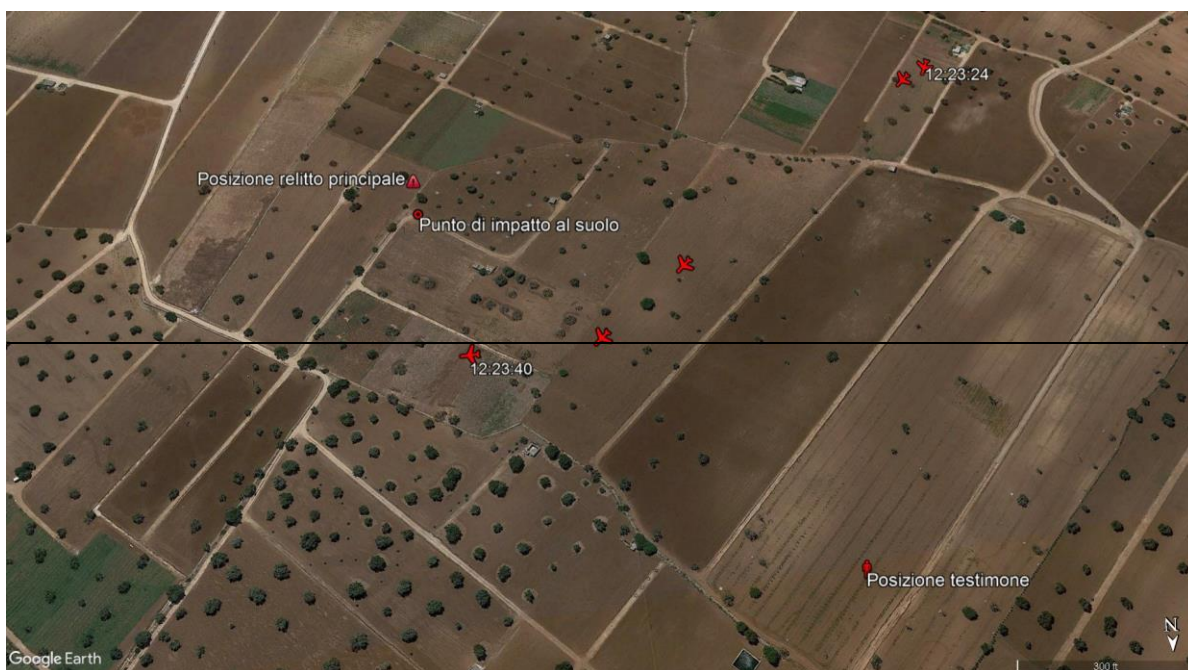 12.23:24
Posizione relitto principale
Punto di impatto al suolo
12.23:40
Posizione testimone
N
Google Earth
300 ft